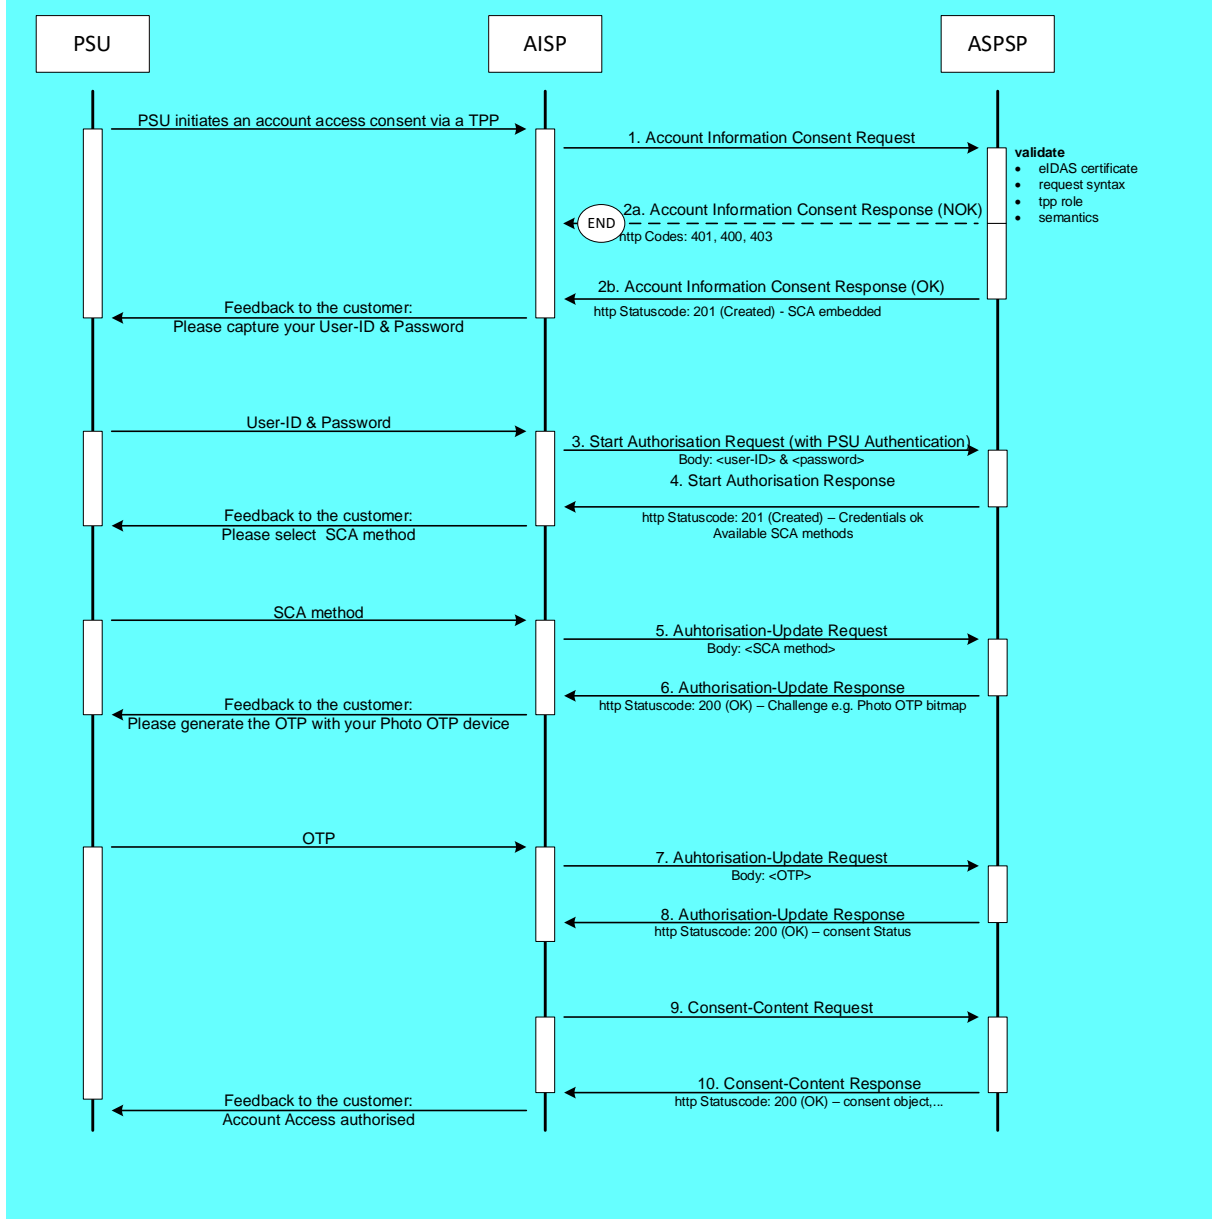 PSU
AISP
ASPSP
PSU initiates an account access consent via a TPP
1. Account Information Consent Request
validate
• eIDAS certificate
• request syntax
• tpp role
• semantics
2a. Account Information Consent Response (NOK)
END
http Codes: 401, 400, 403
2b. Account Information Consent Response (OK)
http Statuscode: 201 (Created) - SCA embedded
Feedback to the customer:
Please capture your User-ID & Password
User-ID & Password
3. Start Authorisation Request (with PSU Authentication)
Body: <user-ID> & <password>
4. Start Authorisation Response
http Statuscode: 201 (Created) – Credentials ok
Available SCA methods
Feedback to the customer:
Please select  SCA method
SCA method
5. Auhtorisation-Update Request
Body: <SCA method>
6. Authorisation-Update Response
http Statuscode: 200 (OK) – Challenge e.g. Photo OTP bitmap
Feedback to the customer:
Please generate the OTP with your Photo OTP device
OTP
7. Auhtorisation-Update Request
Body: <OTP>
8. Authorisation-Update Response
http Statuscode: 200 (OK) – consent Status
9. Consent-Content Request
10. Consent-Content Response
http Statuscode: 200 (OK) – consent object,...
Feedback to the customer:
Account Access authorised